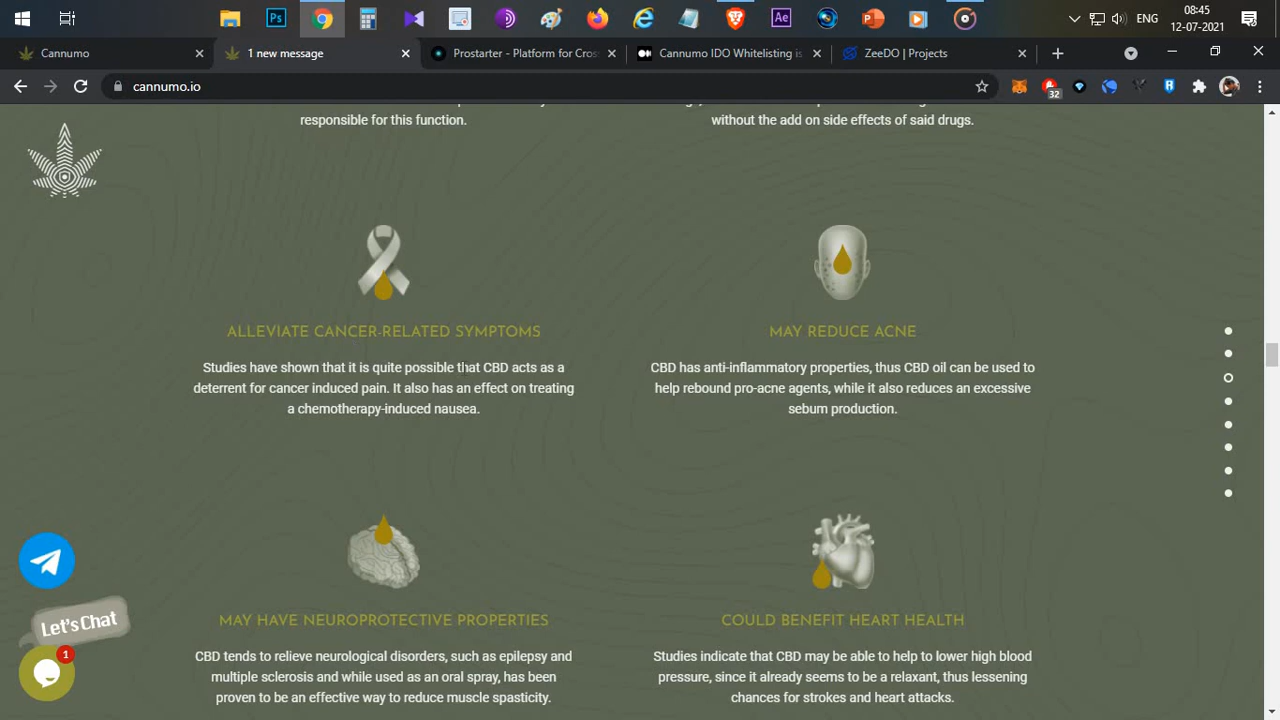 08:45
ENG
12-07-2021
Cannumo
1 new message
Prostarter - Platform for Cros
Cannumo IDO Whitelisting is
ZeeDO | Projects
cannumo.io
32
responsible for this function.
without the add on side effects of said drugs.
ALLEVIATE CANCER-RELATED SYMPTOMS
Studies have shown that it is quite possible that CBD acts as a
deterrent for cancer induced pain. It also has an effect on treating
a chemotherapy-induced nausea.
MAY REDUCE ACNE
CBD has anti-inflammatory properties, thus CBD oil can be used to
help rebound pro-acne agents, while it also reduces an excessive
sebum production.
MAY HAVE NEUROPROTECTIVE PROPERTIES
CBD tends to relieve neurological disorders, such as epilepsy and
multiple sclerosis and while used as an oral spray, has been
proven to be an effective way to reduce muscle spasticity.
COULD BENEFIT HEART HEALTH
Studies indicate that CBD may be able to help to lower high blood
pressure, since it already seems to be a relaxant, thus lessening
chances for strokes and heart attacks.
Let's Chat
1